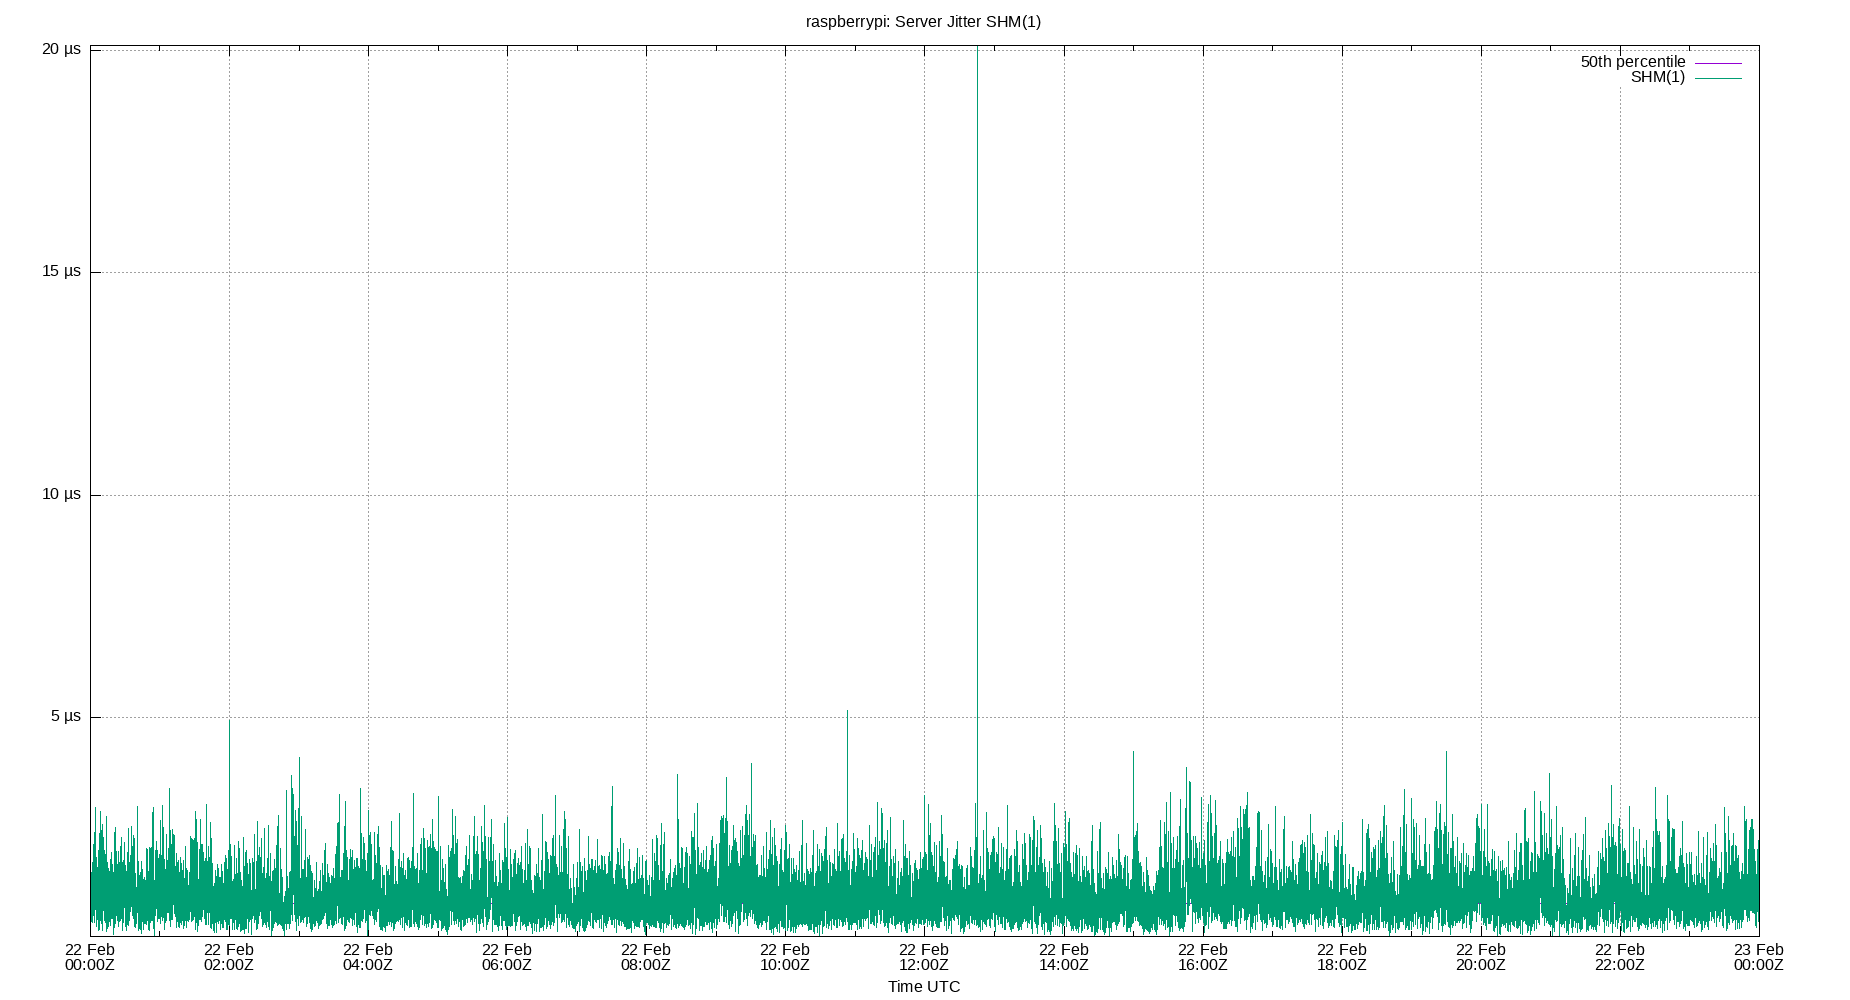 raspberrypi: Server Jitter SHM(1)
20 µs
50th percentile
SHM(1)
15 µs
10 µs
5 µs
22 Feb 22 Feb 22 Feb 22 Feb 22 Feb 22 Feb 22 Feb 22 Feb 22 Feb 22 Feb 22 Feb 22 Feb 23 Feb
00:00Z 02:00Z 04:00Z 06:00Z 08:00Z 10:00Z 12:00Z 14:00Z 16:00Z 18:00Z 20:00Z 22:00Z 00:00Z
Time UTC